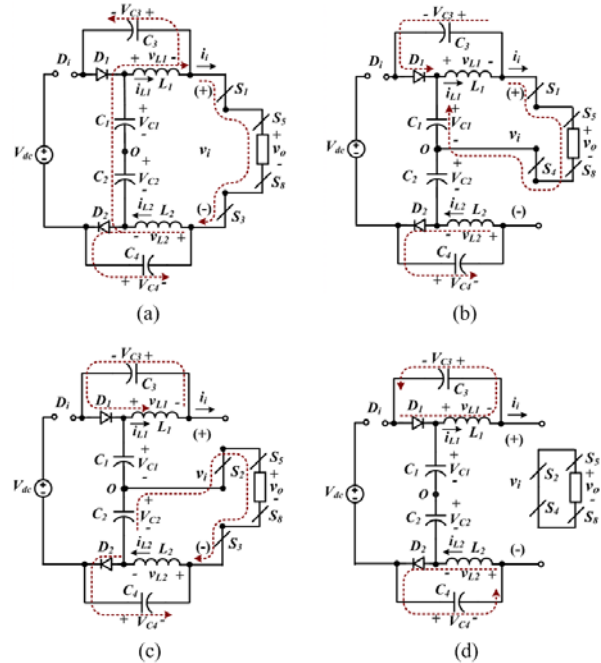 - VC3 +
C3
Di D1 + vL1 - ii
iL1 L1 (+) S1
C1 + VC1 - S5
Vdc O vi + vo -
C2 + VC2 - S8
D2 iL2 L2 (-) S3
- vL2 +
C4
+ VC4 -
(a)
- VC3 +
C3
Di D1 + vL1 - ii
iL1 L1 (+) S1
C1 + VC1 - S5
Vdc O vi + vo -
C2 + VC2 - S4 S8
D2 iL2 L2 (-)
- vL2 +
C4
+ VC4 -
(b)
- VC3 +
C3
Di D1 + vL1 - ii
iL1 L1 (+)
C1 + VC1 - vi S2 S5
Vdc O + vo -
C2 + VC2 - S8
D2 iL2 L2 (-) S3
- vL2 +
C4
+ VC4 -
(c)
- VC3 +
C3
Di D1 + vL1 - ii
iL1 L1 (+)
C1 + VC1 - S2 S5
Vdc O vi + vo -
C2 + VC2 - S4 S8
D2 iL2 L2 (-)
- vL2 +
C4
+ VC4 -
(d)